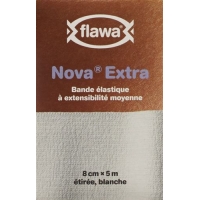 flawa®
Nova® Extra
Bande élastique
à extensibilité moyenne
8 cm × 5 m
étirée, blanche